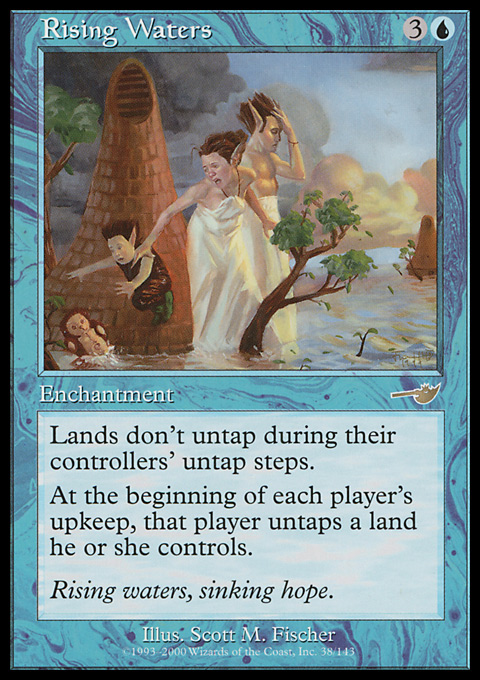 Rising Waters 3
Enchantment
Lands don't untap during their
controllers' untap steps.
At the beginning of each player's
upkeep, that player untaps a land
he or she controls.
Rising waters, sinking hope.
Illus. Scott M. Fischer
©1993-2000 Wizards of the Coast, Inc. 38/143